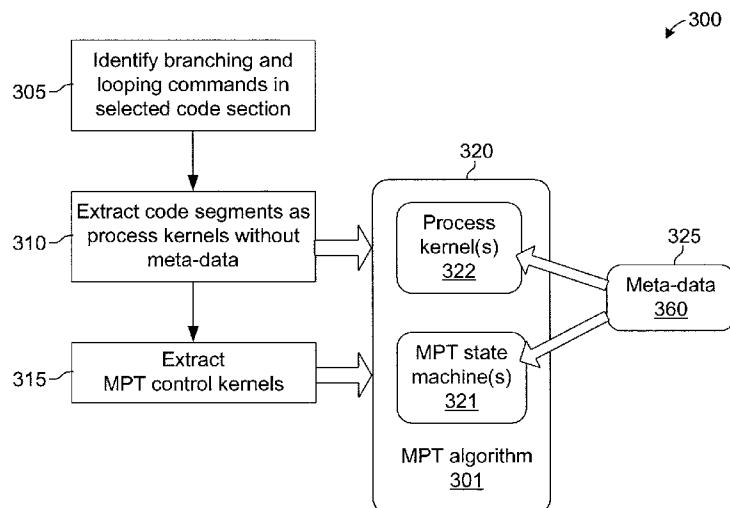 300
305
Identify branching and
looping commands in
selected code section
310
Extract code segments as
process kernels without
meta-data
315
Extract
MPT control kernels
320
Process
kernel(s)
322
MPT state
machine(s)
321
MPT algorithm
301
325
Meta-data
360